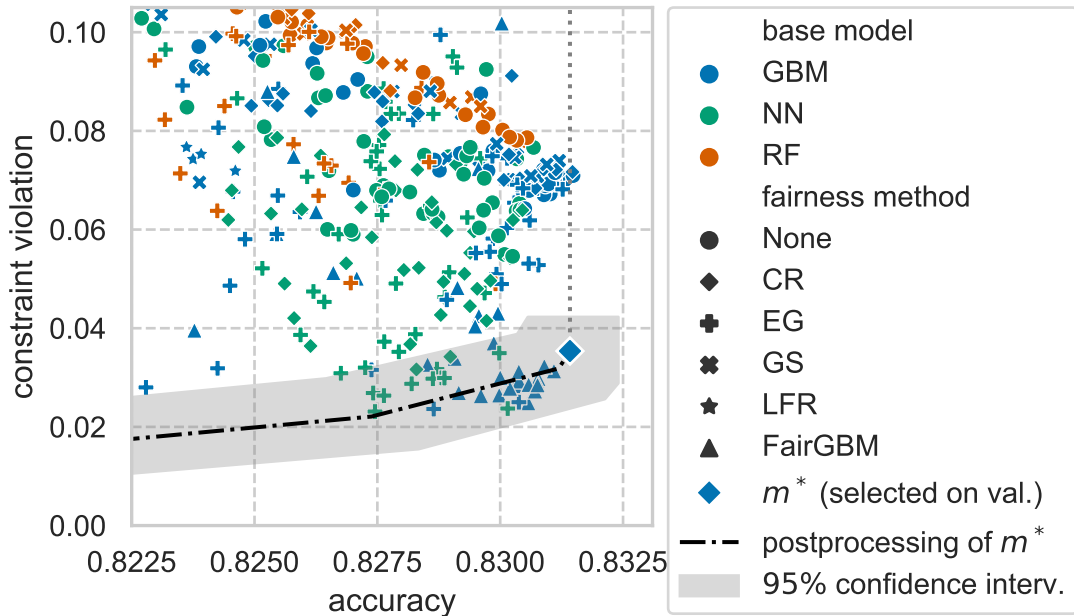 0.10
0.08
0.06
0.04
0.02
0.00
constraint violation
0.8225 0.8250 0.8275 0.8300 0.8325
accuracy
base model
GBM
NN
RF
fairness method
None
CR
EG
GS
LFR
FairGBM
m* (selected on val.)
postprocessing of m*
95% confidence interv.